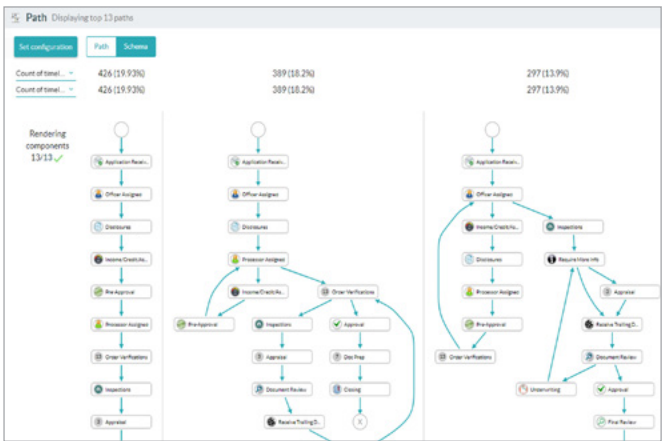 Path Displaying top 13 paths
Set configuration Path Schema
Count of timel... 426 (19.93%) 389 (18.2%) 297 (13.9%)
Count of timel... 426 (19.93%) 389 (18.2%) 297 (13.9%)
Rendering
components
13/13
Application Receiv..
Officer Assigned
Disclosures
Income Credit As..
Pre-Approval
Processor Assigned
Order Verifications
Inspections
Appraisal
Application Receiv..
Officer Assigned
Disclosures
Processor Assigned
Income Credit As.. Order Verifications
Pre-Approval Inspections Approval
Appraisal Doc Prep
Document Review Closing
Receive Trailing D.. X
Application Receiv..
Officer Assigned
Income Credit As.. Inspections
Disclosures Require More Info
Processor Assigned Appraisal
Pre-Approval Receive Trailing D..
Order Verifications Document Review
Underwriting Approval
Final Review